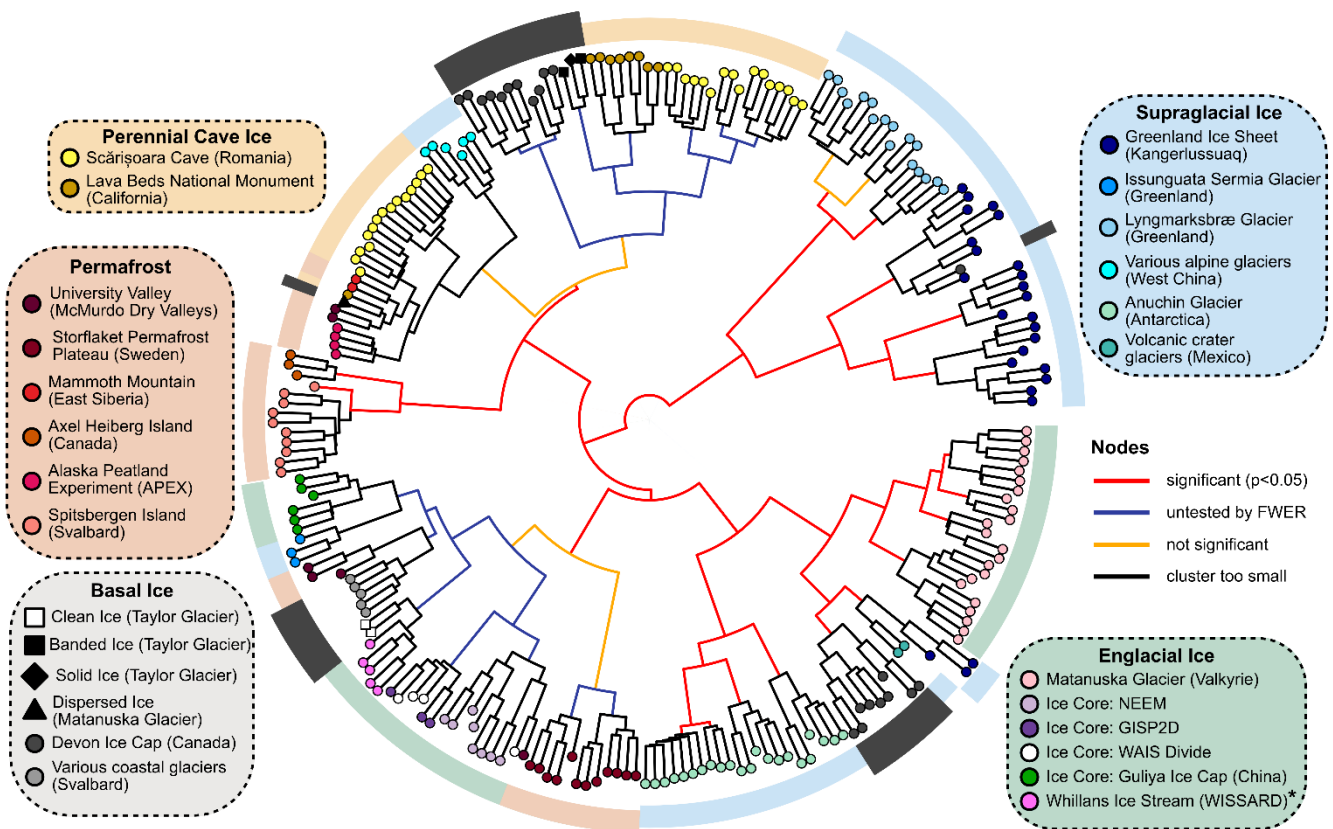 Perennial Cave Ice
Scărișoara Cave (Romania)
Lava Beds National Monument
(California)
Permafrost
University Valley
(McMurdo Dry Valleys)
Storflaket Permafrost
Plateau (Sweden)
Mammoth Mountain
(East Siberia)
Axel Heiberg Island
(Canada)
Alaska Peatland
Experiment (APEX)
Spitsbergen Island
(Svalbard)
Basal Ice
Clean Ice (Taylor Glacier)
Banded Ice (Taylor Glacier)
Solid Ice (Taylor Glacier)
Dispersed Ice
(Matanuska Glacier)
Devon Ice Cap (Canada)
Various coastal glaciers
(Svalbard)
Supraglacial Ice
Greenland Ice Sheet
(Kangerlussuaq)
Issunguata Sermia Glacier
(Greenland)
Lyngmarksbræ Glacier
(Greenland)
Various alpine glaciers
(West China)
Anuchin Glacier
(Antarctica)
Volcanic crater
glaciers (Mexico)
Nodes
significant (p<0.05)
untested by FWER
not significant
cluster too small
Englacial Ice
Matanuska Glacier (Valkyrie)
Ice Core: NEEM
Ice Core: GISP2D
Ice Core: WAIS Divide
Ice Core: Guliya Ice Cap (China)
Whillans Ice Stream (WISSARD)*